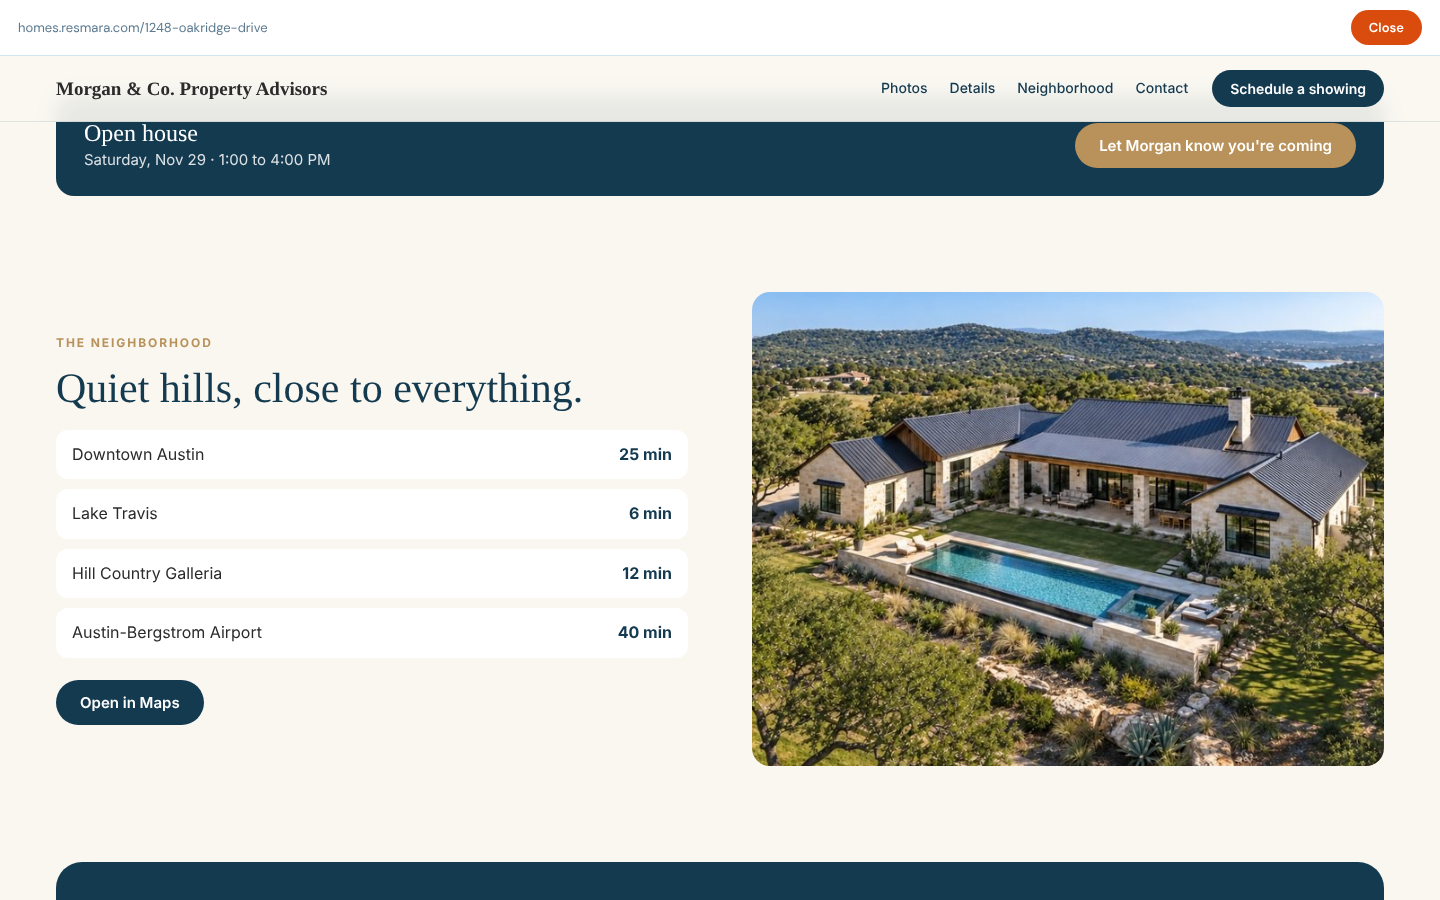 homes.resmara.com/1248-oakridge-drive
Close
Morgan & Co. Property Advisors
Photos
Details
Neighborhood
Contact
Schedule a showing
Open house
Saturday, Nov 29 · 1:00 to 4:00 PM
Let Morgan know you're coming
THE NEIGHBORHOOD
Quiet hills, close to everything.
Downtown Austin 25 min
Lake Travis 6 min
Hill Country Galleria 12 min
Austin-Bergstrom Airport 40 min
Open in Maps